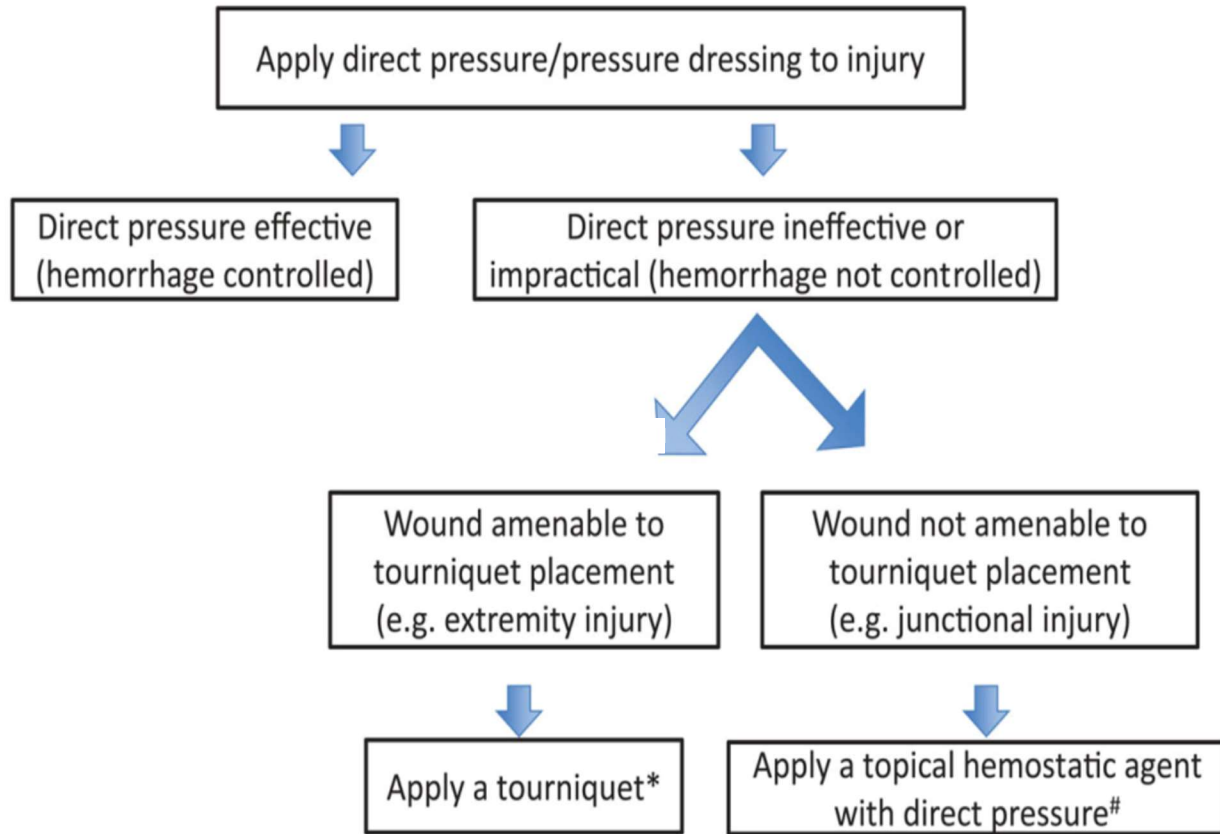 Apply direct pressure/pressure dressing to injury
Direct pressure effective
(hemorrhage controlled)
Direct pressure ineffective or
impractical (hemorrhage not controlled)
Wound amenable to
tourniquet placement
(e.g. extremity injury)
Wound not amenable to
tourniquet placement
(e.g. junctional injury)
Apply a tourniquet*
Apply a topical hemostatic agent
with direct pressure#